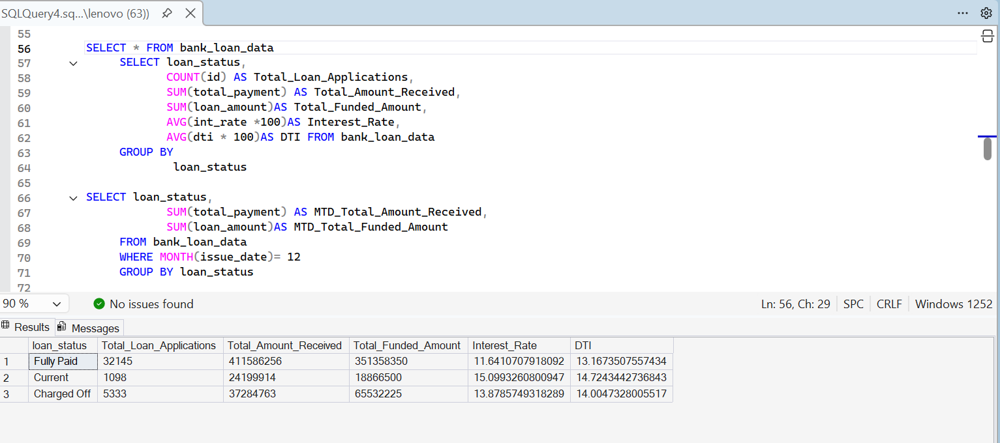 SQLQuery4.sq...\lenovo (63))
55
56 SELECT * FROM bank_loan_data
57 SELECT loan_status,
58 COUNT(id) AS Total_Loan_Applications,
59 SUM(total_payment) AS Total_Amount_Received,
60 SUM(loan_amount)AS Total_Funded_Amount,
61 AVG(int_rate *100)AS Interest_Rate,
62 AVG(dti * 100)AS DTI FROM bank_loan_data
63 GROUP BY
64 loan_status
65
66 SELECT loan_status,
67 SUM(total_payment) AS MTD_Total_Amount_Received,
68 SUM(loan_amount)AS MTD_Total_Funded_Amount
69 FROM bank_loan_data
70 WHERE MONTH(issue_date)= 12
71 GROUP BY loan_status
72
90 % No issues found Ln: 56, Ch: 29 SPC CRLF Windows 1252
Results Messages
loan_status Total_Loan_Applications Total_Amount_Received Total_Funded_Amount Interest_Rate DTI
1 Fully Paid 32145 411586256 351358350 11.6410707918092 13.1673507557434
2 Current 1098 24199914 18866500 15.0993260800947 14.7243442736843
3 Charged Off 5333 37284763 65532225 13.8785749318289 14.0047328005517